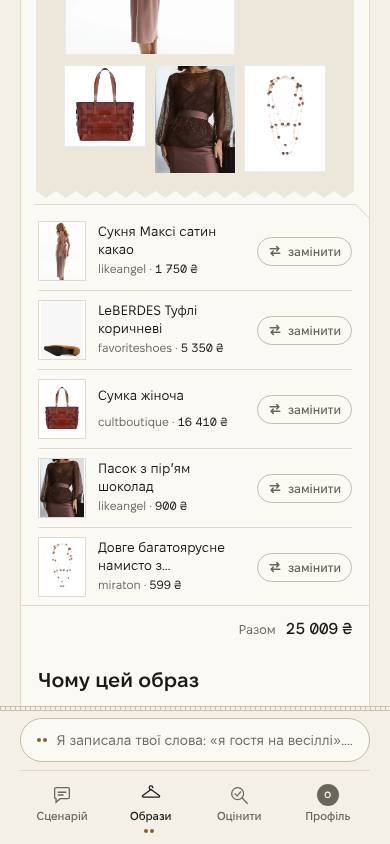 Сукня Максі сатин
какао
likeangel · 1 750 ₴
замінити
LeBERDES Туфлі
коричневі
favoriteshoes · 5 350 ₴
замінити
Сумка жіноча
cultboutique · 16 410 ₴
замінити
Пасок з пір’ям
шоколад
likeangel · 900 ₴
замінити
Довге багатоярусне
намисто з...
miraton · 599 ₴
замінити
Разом 25 009 ₴
Чому цей образ
Я записала твої слова: «я гостя на весіллі»....
Сценарій
Образи
Оцінити
О
Профіль